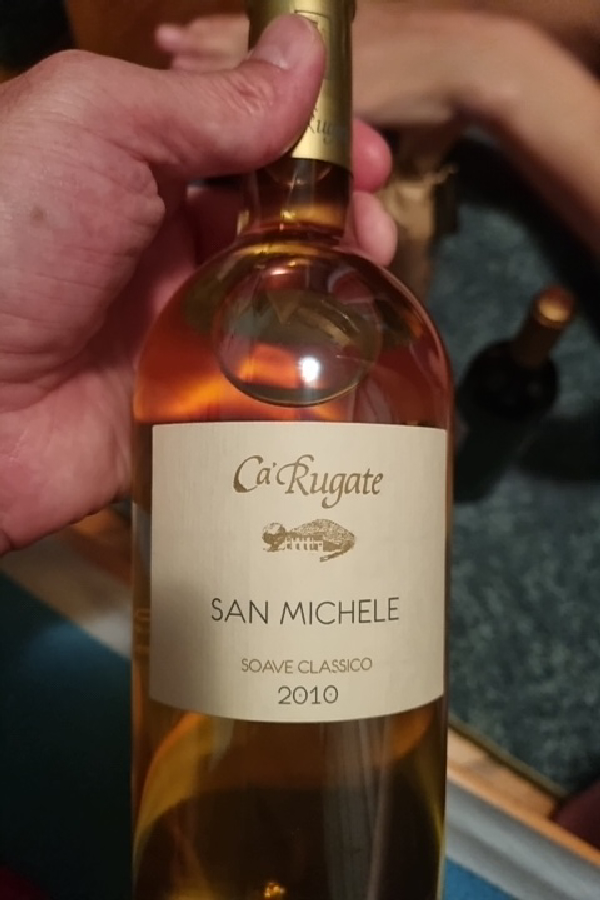 Ca'Rugate
SAN MICHELE
SOAVE CLASSICO
2010